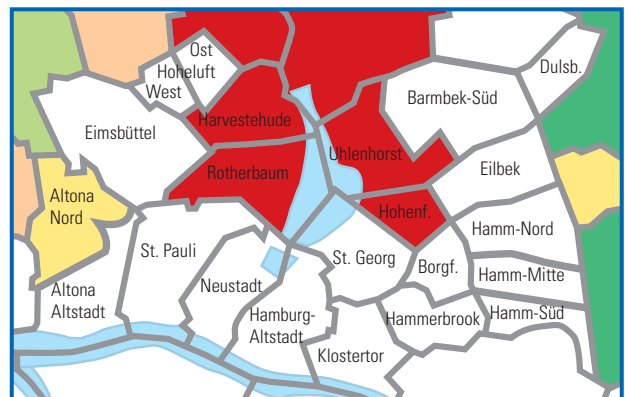 Ost
Hoheluft
West
Dulsb.
Barmbek-Süd
Harvestehude
Eimsbüttel
Uhlenhorst
Rotherbaum
Eilbek
Altona
Nord
Hohenf.
Hamm-Nord
St. Pauli
St. Georg
Borgf.
Hamm-Mitte
Neustadt
Altona
Altstadt
Hamburg-
Altstadt
Hammerbrook
Hamm-Süd
Klostertor